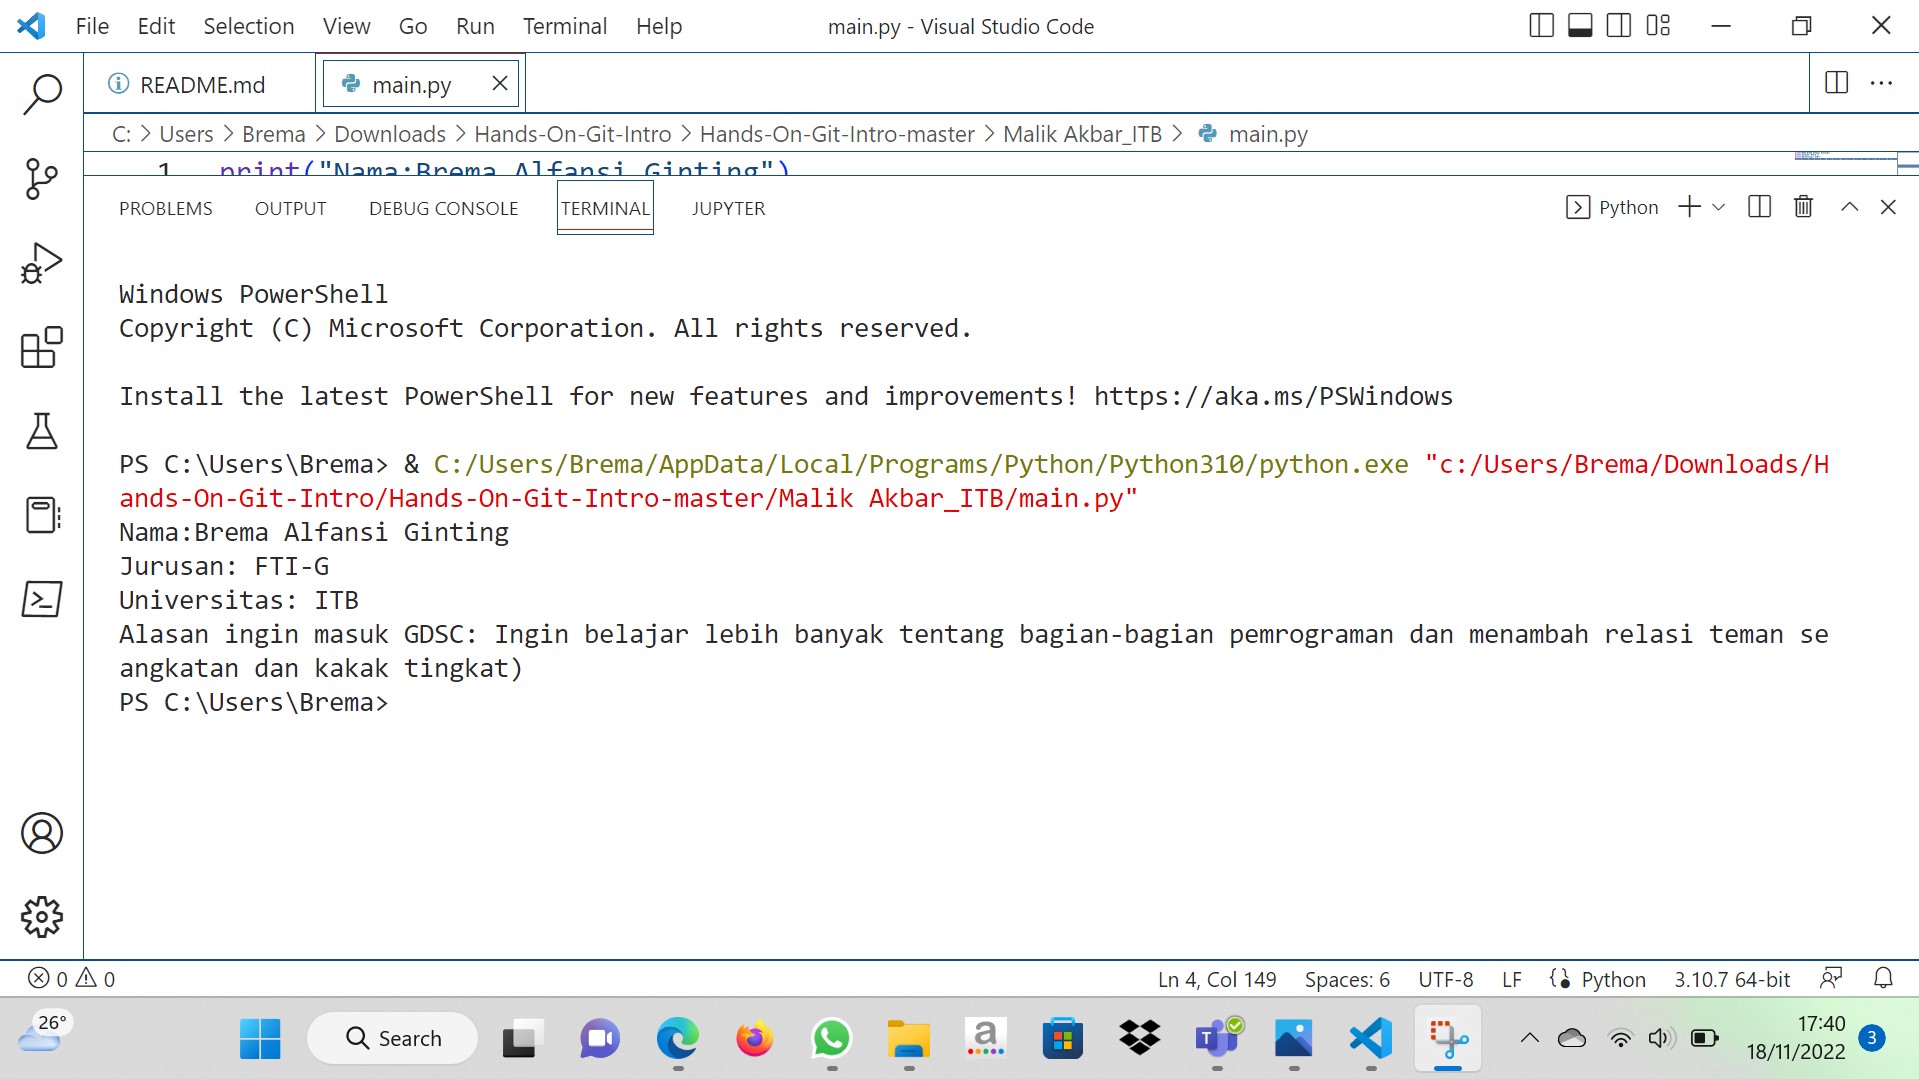 File Edit Selection View Go Run Terminal Help main.py - Visual Studio Code
README.md main.py
C: > Users > Brema > Downloads > Hands-On-Git-Intro > Hands-On-Git-Intro-master > Malik Akbar_ITB > main.py
1 print("Nama:Brema Alfansi Ginting")
PROBLEMS OUTPUT DEBUG CONSOLE TERMINAL JUPYTER Python
Windows PowerShell
Copyright (C) Microsoft Corporation. All rights reserved.
Install the latest PowerShell for new features and improvements! https://aka.ms/PSWindows
PS C:\Users\Brema> & C:/Users/Brema/AppData/Local/Programs/Python/Python310/python.exe "c:/Users/Brema/Downloads/H
ands-On-Git-Intro/Hands-On-Git-Intro-master/Malik Akbar_ITB/main.py"
Nama:Brema Alfansi Ginting
Jurusan: FTI-G
Universitas: ITB
Alasan ingin masuk GDSC: Ingin belajar lebih banyak tentang bagian-bagian pemrograman dan menambah relasi teman se
angkatan dan kakak tingkat)
PS C:\Users\Brema>
0 0 Ln 4, Col 149 Spaces: 6 UTF-8 LF Python 3.10.7 64-bit
26° Search 17:40
18/11/2022 3